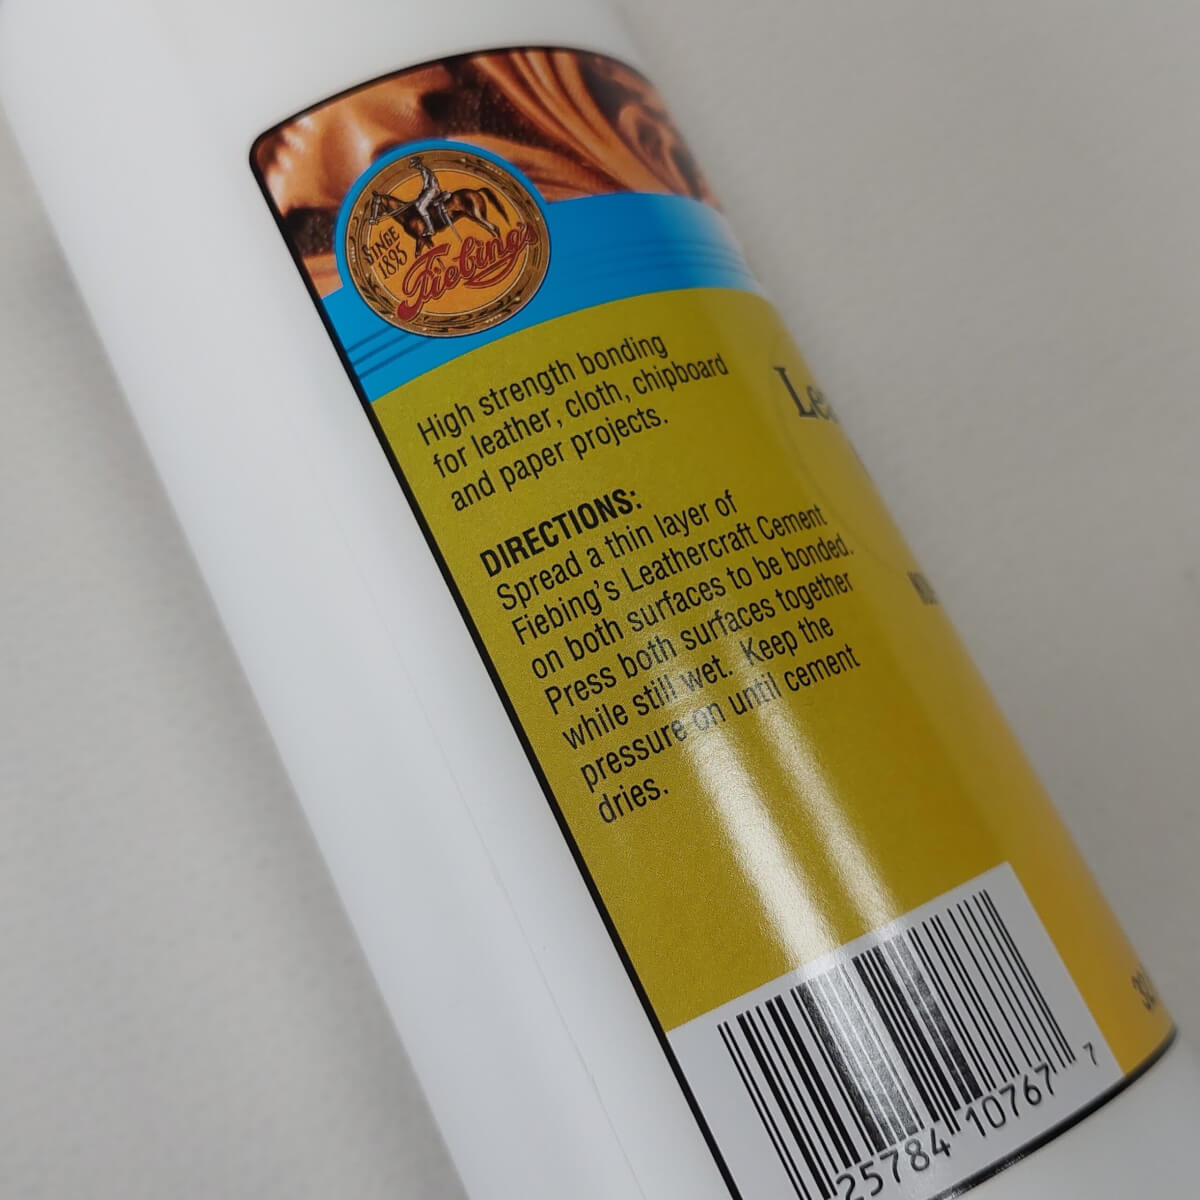 SINCE
1895
Fiebing's
High strength bonding
for leather, cloth, chipboard
and paper projects.
DIRECTIONS:
Spread a thin layer of
Fiebing's Leathercraft Cement
on both surfaces to be bonded.
Press both surfaces together
while still wet. Keep the
pressure on until cement
dries.
25784 10767 7